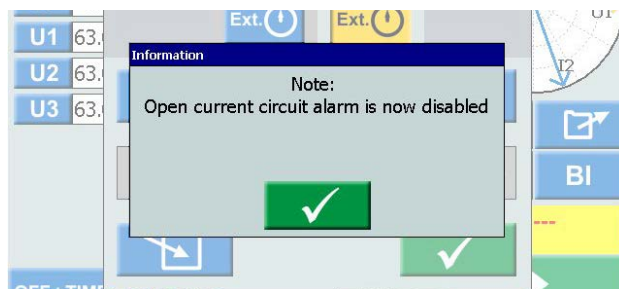 Ext.
Ext.
U1
U1 63.
U2 63.
I2
U3 63.
Information
Note:
Open current circuit alarm is now disabled
BI
---